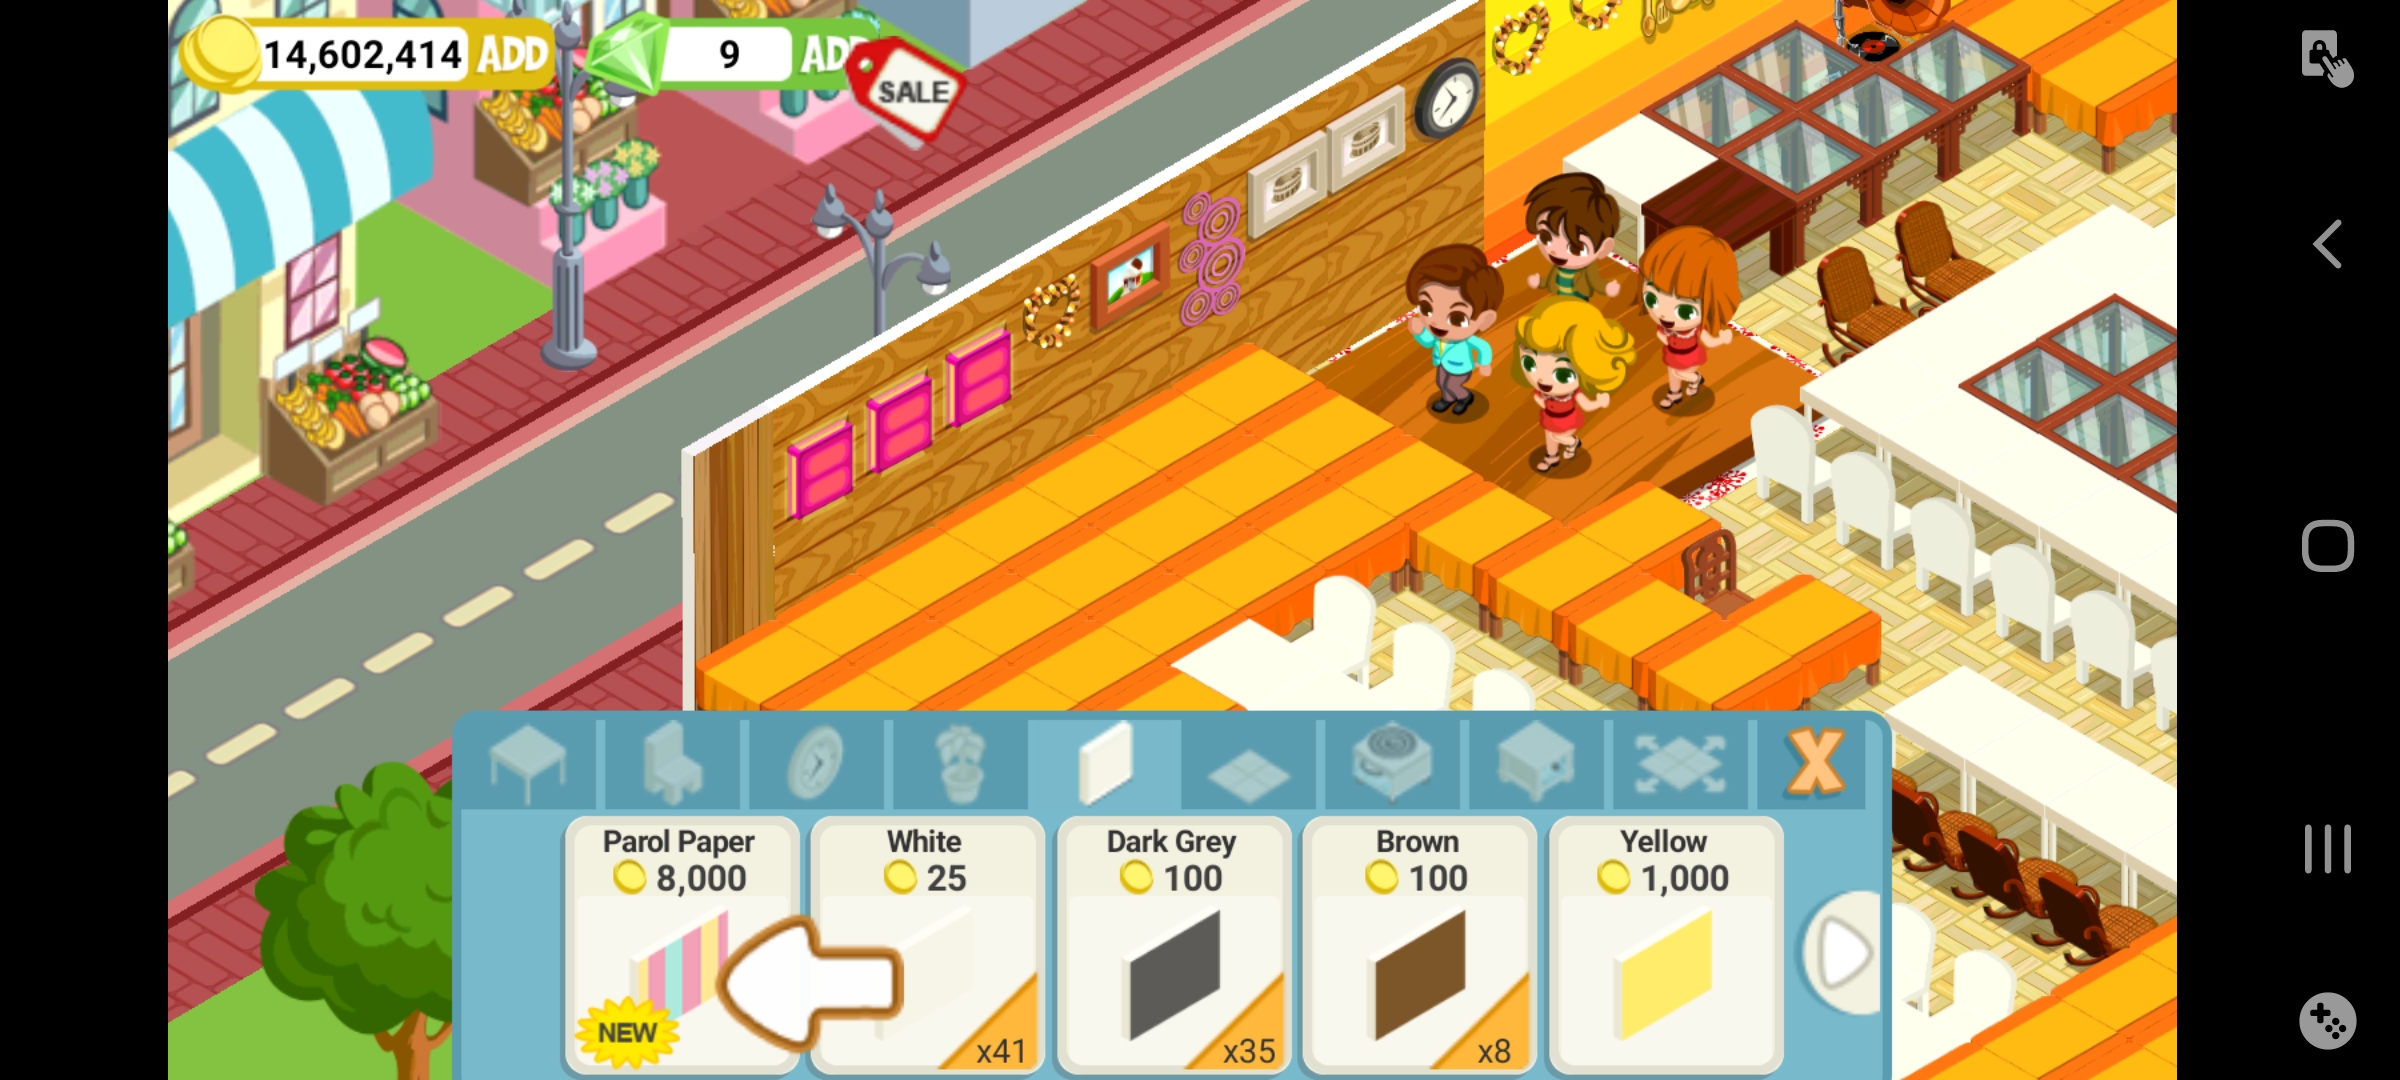 14,602,414 ADD
9 ADD
SALE
Parol Paper
8,000
NEW
White
25
x41
Dark Grey
100
x35
Brown
100
x8
Yellow
1,000
X